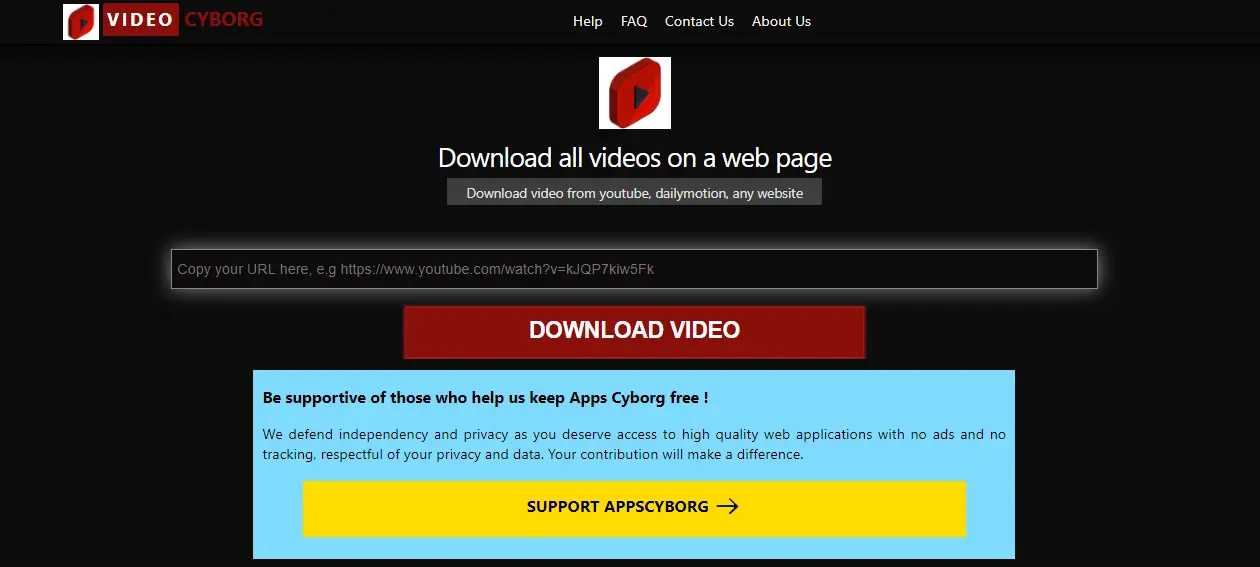 VIDEO CYBORG
Help FAQ Contact Us About Us
Download all videos on a web page
Download video from youtube, dailymotion, any website
Copy your URL here, e.g https://www.youtube.com/watch?v=kJQP7kiw5Fk
DOWNLOAD VIDEO
Be supportive of those who help us keep Apps Cyborg free !
We defend independency and privacy as you deserve access to high quality web applications with no ads and no
tracking, respectful of your privacy and data. Your contribution will make a difference.
SUPPORT APPSCYBORG →